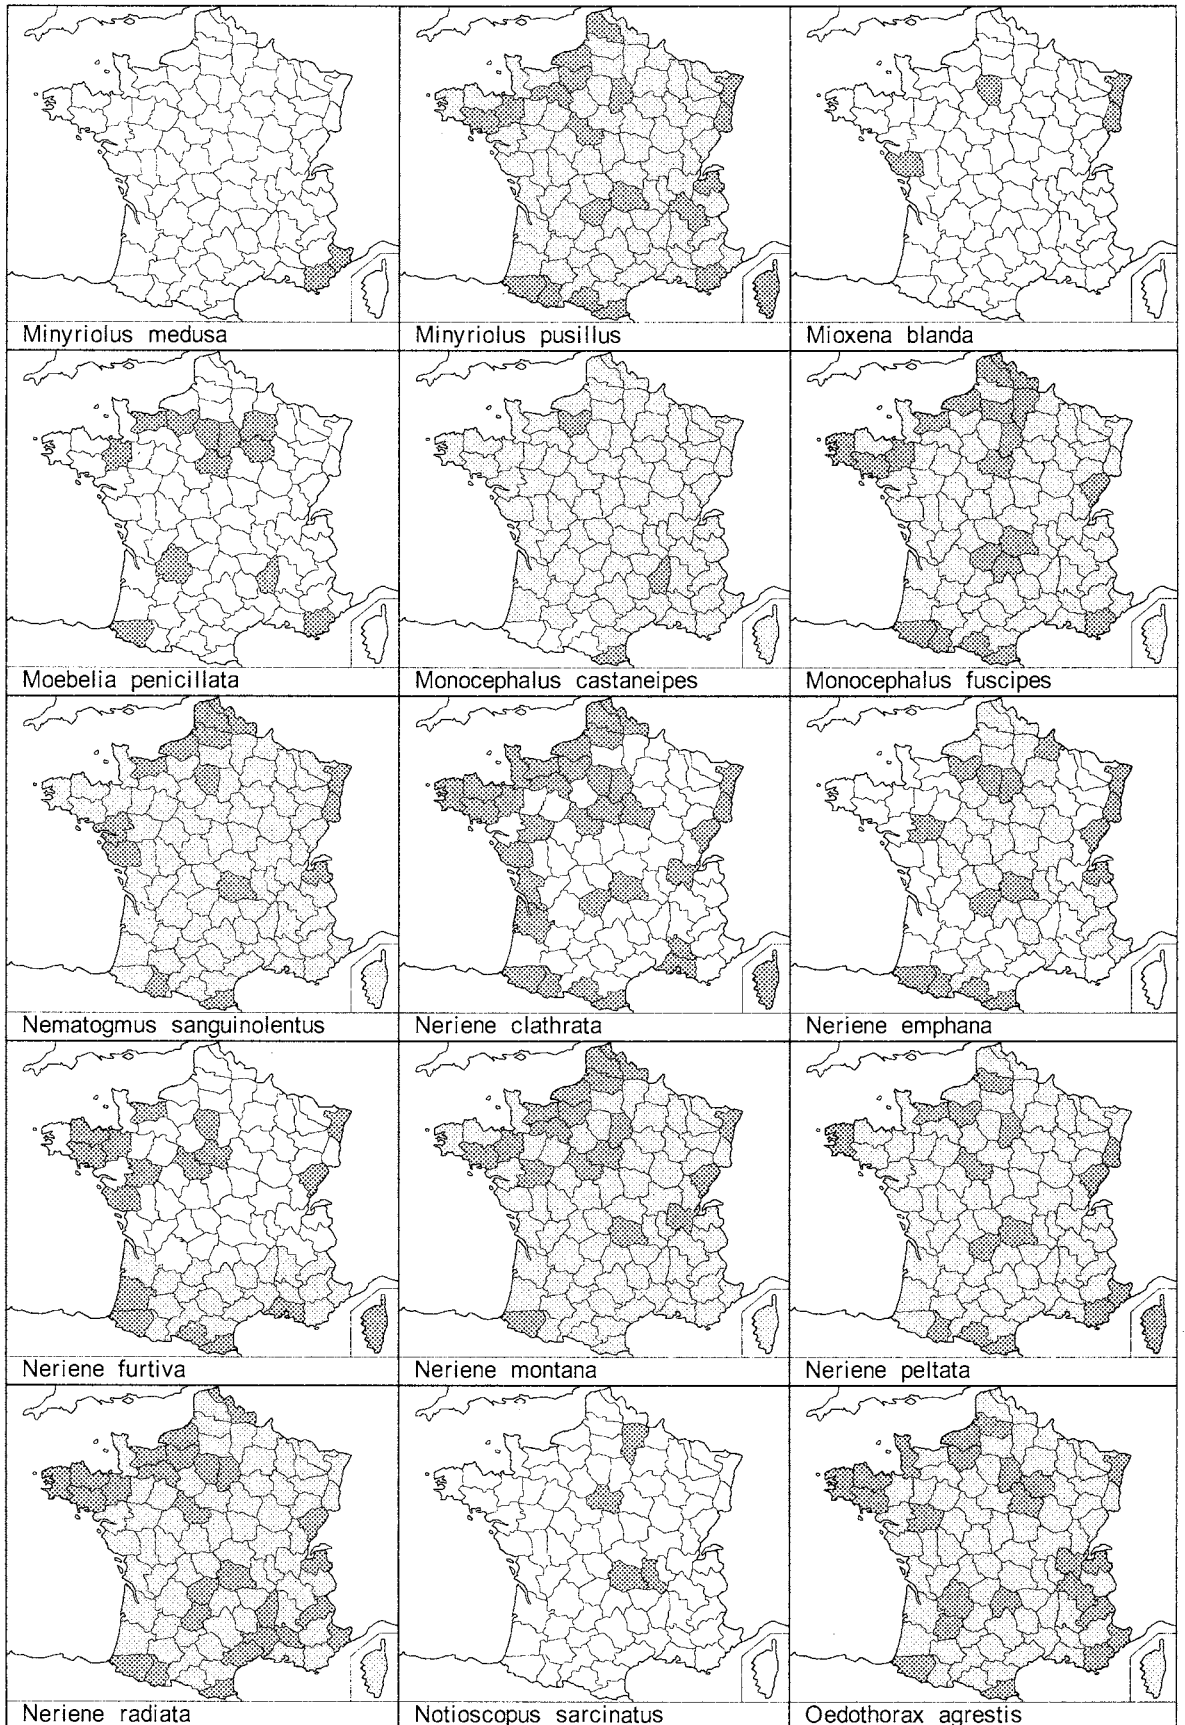 Minyriolus medusa
Minyriolus pusillus
Mioxena blanda
Moebelia penicillata
Monocephalus castaneipes
Monocephalus fuscipes
Nematogmus sanguinolentus
Neriene clathrata
Neriene emphana
Neriene furtiva
Neriene montana
Neriene peltata
Neriene radiata
Notioscopus sarcinatus
Oedothorax agrestis